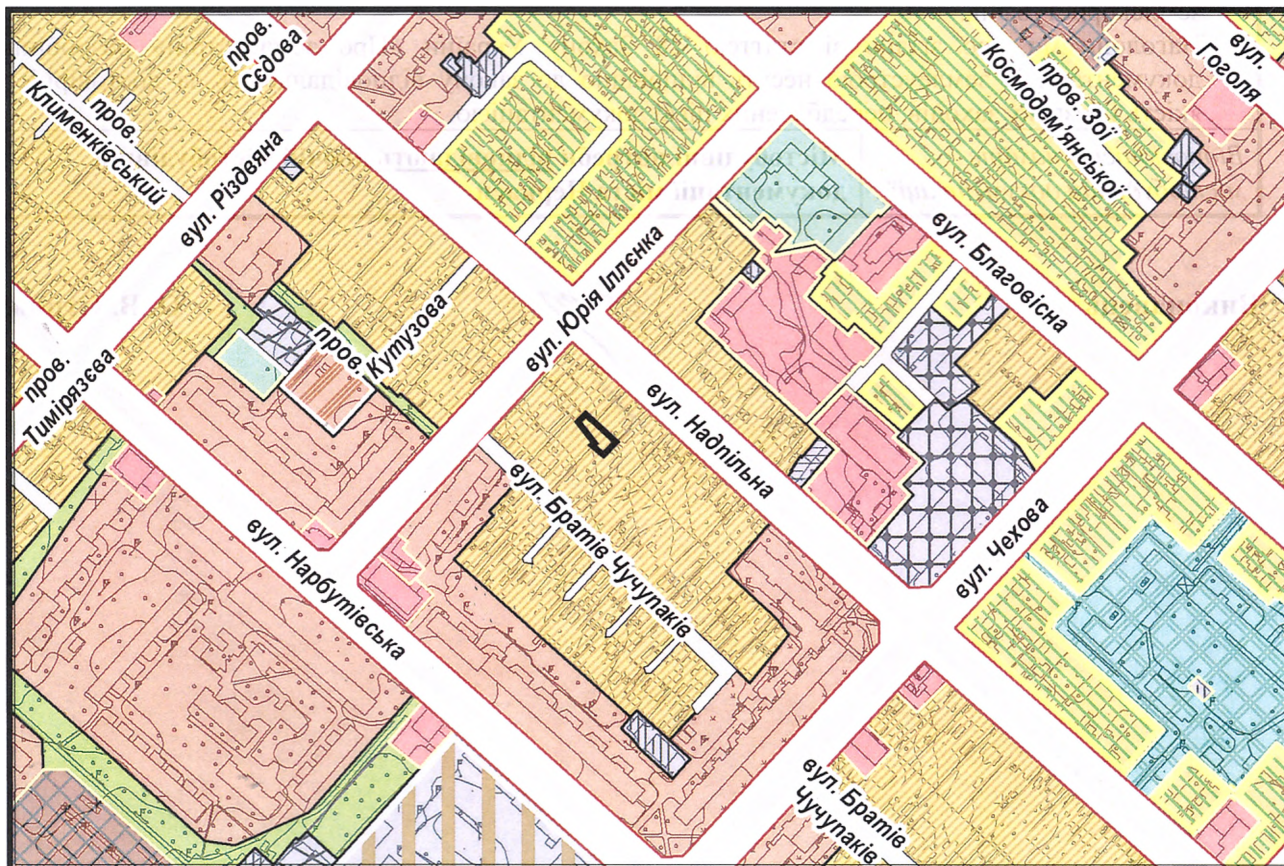 пров.
Сєдова
пров.
Клименківський
вул. Різдвяна
пров. Зої
Космодем'янської
вул.
Гоголя
вул. Благовісна
вул. Юрія Іллєнка
пров.
Кутузова
пров.
Тимірязєва
вул. Надпільна
вул. Братів Чучупаків
вул. Чехова
вул. Нарбутівська
вул. Братів
Чучупаків